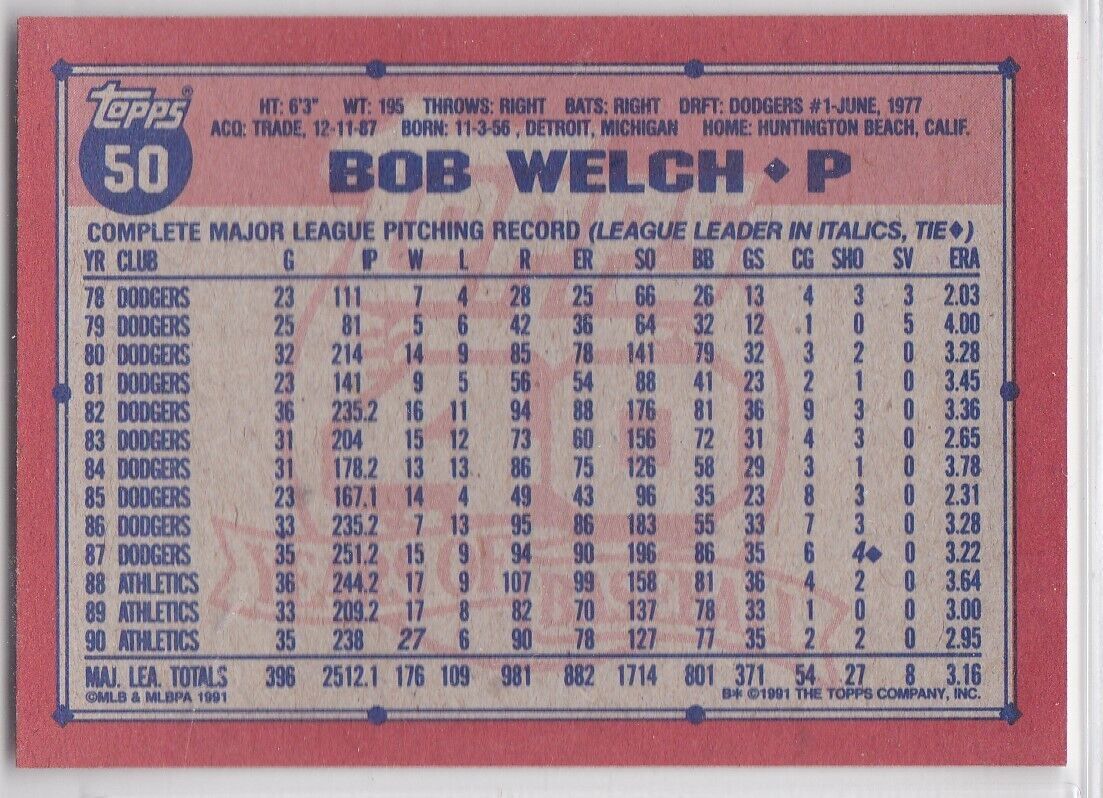 Topps®
50
HT: 6'3" WT: 195 THROWS: RIGHT BATS: RIGHT DRFT: DODGERS #1-JUNE, 1977
ACQ: TRADE, 12-11-87 BORN: 11-3-56 , DETROIT, MICHIGAN HOME: HUNTINGTON BEACH, CALIF.
BOB WELCH ♦ P
COMPLETE MAJOR LEAGUE PITCHING RECORD (LEAGUE LEADER IN ITALICS, TIE♦)
YR CLUB G IP W L R ER SO BB GS CG SHO SV ERA
78 DODGERS 23 111 7 4 28 25 66 26 13 4 3 3 2.03
79 DODGERS 25 81 5 6 42 36 64 32 12 1 0 5 4.00
80 DODGERS 32 214 14 9 85 78 141 79 32 3 2 0 3.28
81 DODGERS 23 141 9 5 56 54 88 41 23 2 1 0 3.45
82 DODGERS 36 235.2 16 11 94 88 176 81 36 9 3 0 3.36
83 DODGERS 31 204 15 12 73 60 156 72 31 4 3 0 2.65
84 DODGERS 31 178.2 13 13 86 75 126 58 29 3 1 0 3.78
85 DODGERS 23 167.1 14 4 49 43 96 35 23 8 3 0 2.31
86 DODGERS 33 235.2 7 13 95 86 183 55 33 7 3 0 3.28
87 DODGERS 35 251.2 15 9 94 90 196 86 35 6 4♦ 0 3.22
88 ATHLETICS 36 244.2 17 9 107 99 158 81 36 4 2 0 3.64
89 ATHLETICS 33 209.2 17 8 82 70 137 78 33 1 0 0 3.00
90 ATHLETICS 35 238 27 6 90 78 127 77 35 2 2 0 2.95
MAJ. LEA. TOTALS 396 2512.1 176 109 981 882 1714 801 371 54 27 8 3.16
©MLB & MLBPA 1991 B* ©1991 THE TOPPS COMPANY, INC.